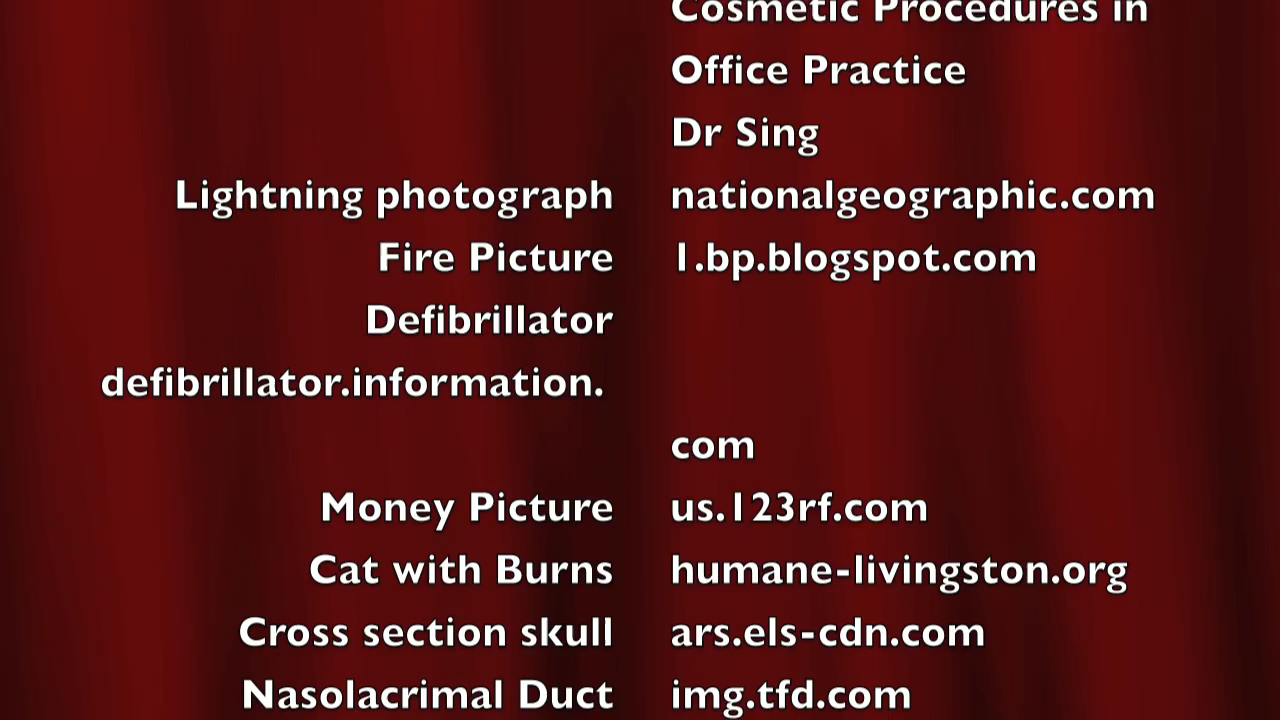 Cosmetic Procedures in
Office Practice
Dr Sing
Lightning photograph nationalgeographic.com
Fire Picture 1.bp.blogspot.com
Defibrillator
defibrillator.information.
com
Money Picture us.123rf.com
Cat with Burns humane-livingston.org
Cross section skull ars.els-cdn.com
Nasolacrimal Duct img.tfd.com